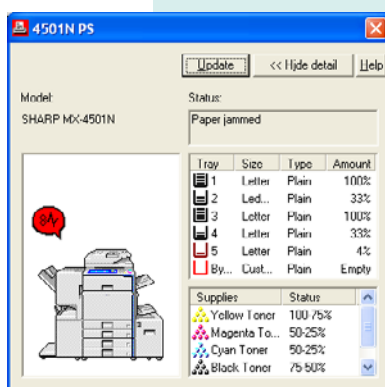 4501N PS
Update << Hide detail Help
Model: Status:
SHARP MX-4501N Paper jammed
Tray Size Type Amount
1 Letter Plain 100%
2 Led... Plain 33%
3 Letter Plain 100%
4 Letter Plain 33%
5 Letter Plain 4%
By... Cust... Plain Empty
Supplies Status
Yellow Toner 100-75%
Magenta To... 50-25%
Cyan Toner 50-25%
Black Toner 75-50%